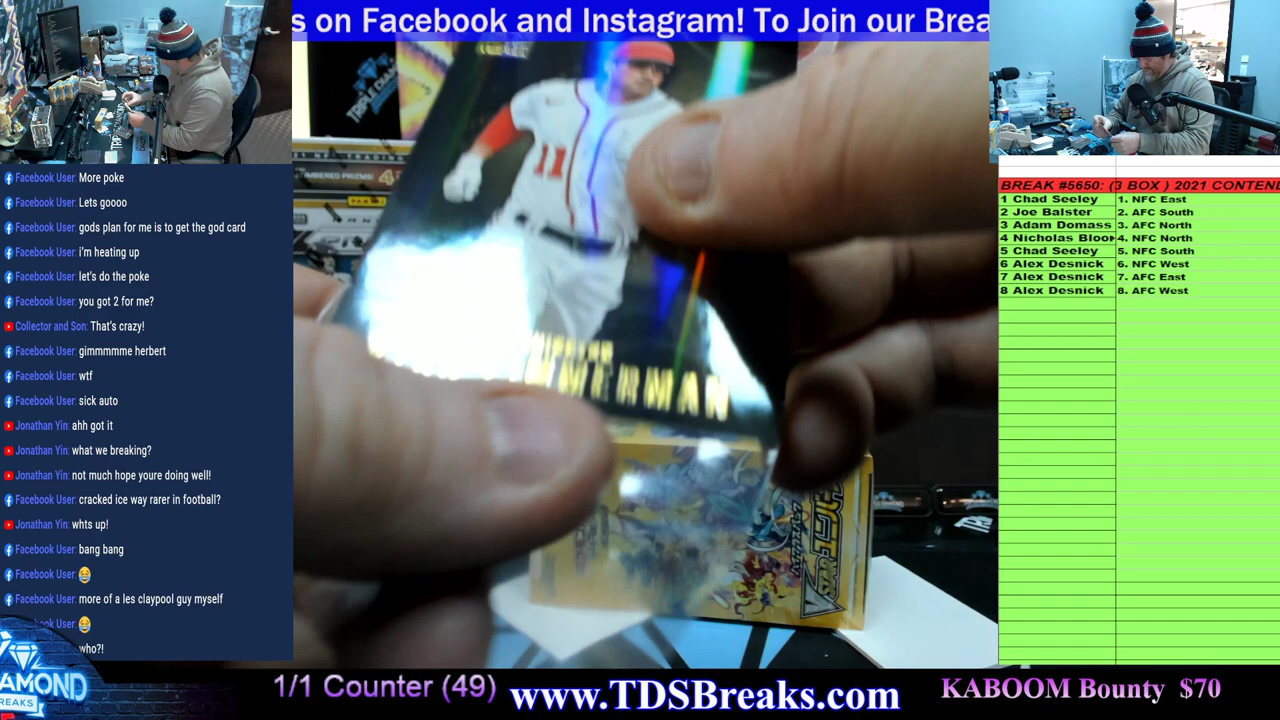 s on Facebook and Instagram! To Join our Brea
Facebook User: More poke
Facebook User: Lets goooo
Facebook User: gods plan for me is to get the god card
Facebook User: i'm heating up
Facebook User: let's do the poke
Facebook User: you got 2 for me?
Collector and Son: That's crazy!
Facebook User: gimmmmme herbert
Facebook User: wtf
Facebook User: sick auto
Jonathan Yin: ahh got it
Jonathan Yin: what we breaking?
Jonathan Yin: not much hope youre doing well!
Facebook User: cracked ice way rarer in football?
Jonathan Yin: whts up!
Facebook User: bang bang
Facebook User: 😂
Facebook User: more of a les claypool guy myself
k User: 😂
who?!
AMOND
BREAKS
11
MMERMAN
BREAK #5650: (3 BOX ) 2021 CONTEND
1 Chad Seeley 1. NFC East
2 Joe Balster 2. AFC South
3 Adam Domass 3. AFC North
4 Nicholas Bloor 4. NFC North
5 Chad Seeley 5. NFC South
6 Alex Desnick 6. NFC West
7 Alex Desnick 7. AFC East
8 Alex Desnick 8. AFC West
1/1 Counter (49)
www.TDSBreaks.com
KABOOM Bounty $70